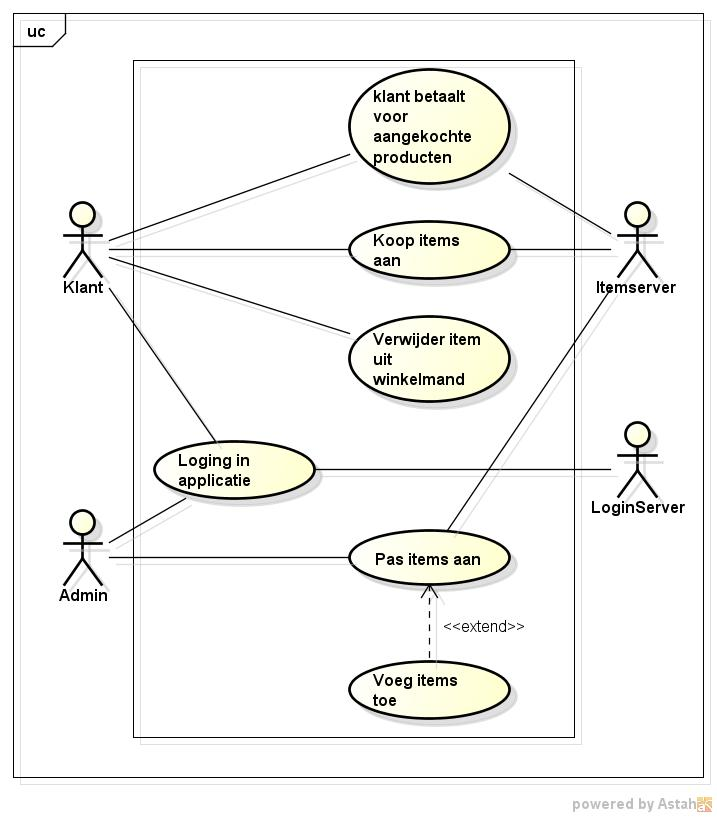 uc
klant betaalt
voor
aangekochte
producten
Koop items
aan
Klant
Itemserver
Verwijder item
uit
winkelmand
Loging in
applicatie
LoginServer
Pas items aan
Admin
<<extend>>
Voeg items
toe
powered by Astah